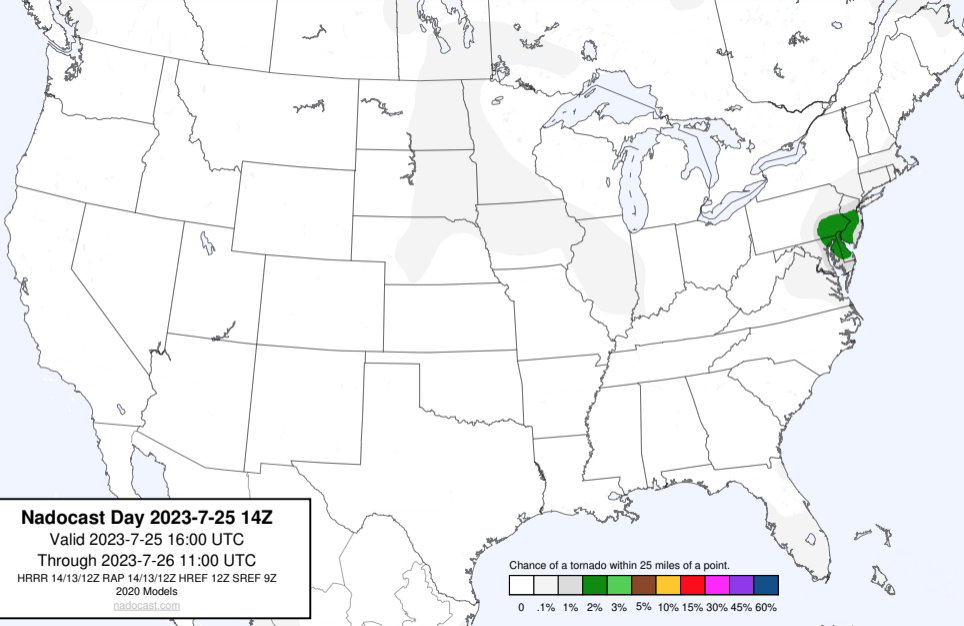 Nadocast Day 2023-7-25 14Z
Valid 2023-7-25 16:00 UTC
Through 2023-7-26 11:00 UTC
HRRR 14/13/12Z RAP 14/13/12Z HREF 12Z SREF 9Z
2020 Models
nadocast.com
Chance of a tornado within 25 miles of a point.
0 .1% 1% 2% 3% 5% 10% 15% 30% 45% 60%